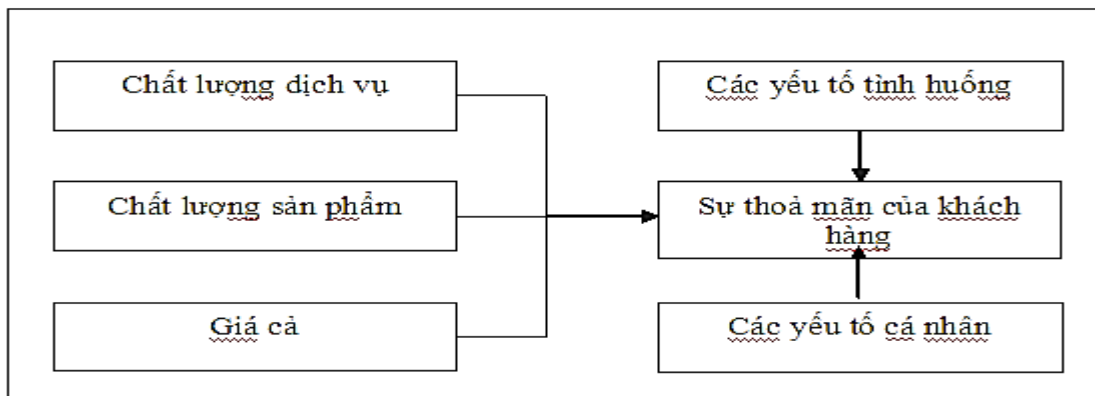 Chất lượng dịch vụ
Các yếu tố tình huống
Chất lượng sản phẩm
Sự thoả mãn của khách
hàng
Giá cả
Các yếu tố cá nhân